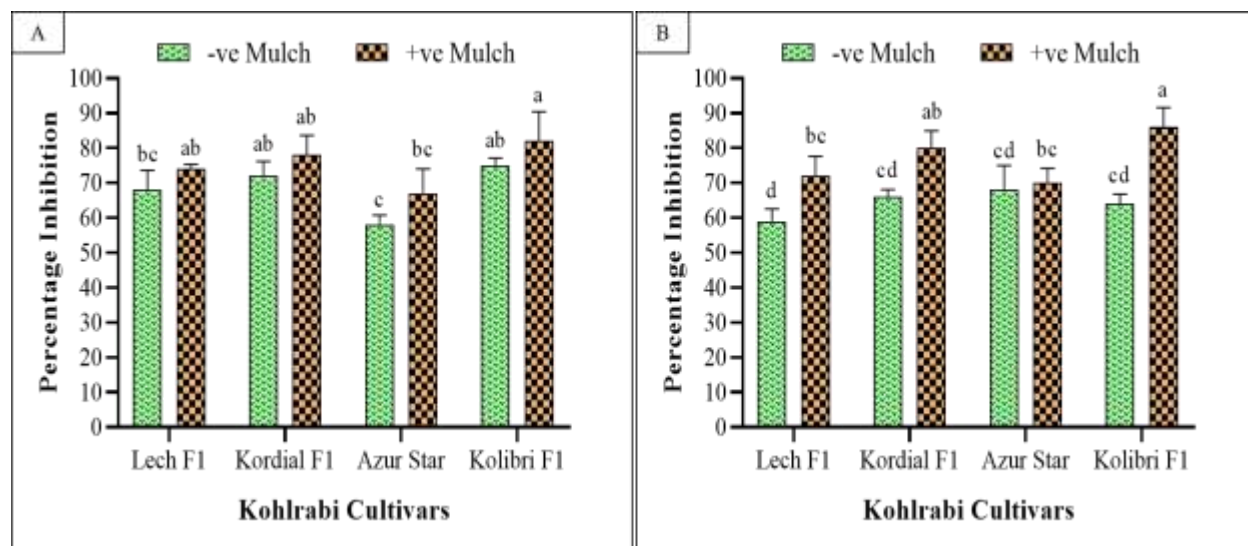 A
-ve Mulch +ve Mulch
Percentage Inhibition
100
90
80
70
60
50
40
30
20
10
0
bc ab ab ab c bc ab a
Lech F1 Kordial F1 Azur Star Kolibri F1
Kohlrabi Cultivars
B
-ve Mulch +ve Mulch
Percentage Inhibition
100
90
80
70
60
50
40
30
20
10
0
d bc cd ab cd bc cd a
Lech F1 Kordial F1 Azur Star Kolibri F1
Kohlrabi Cultivars